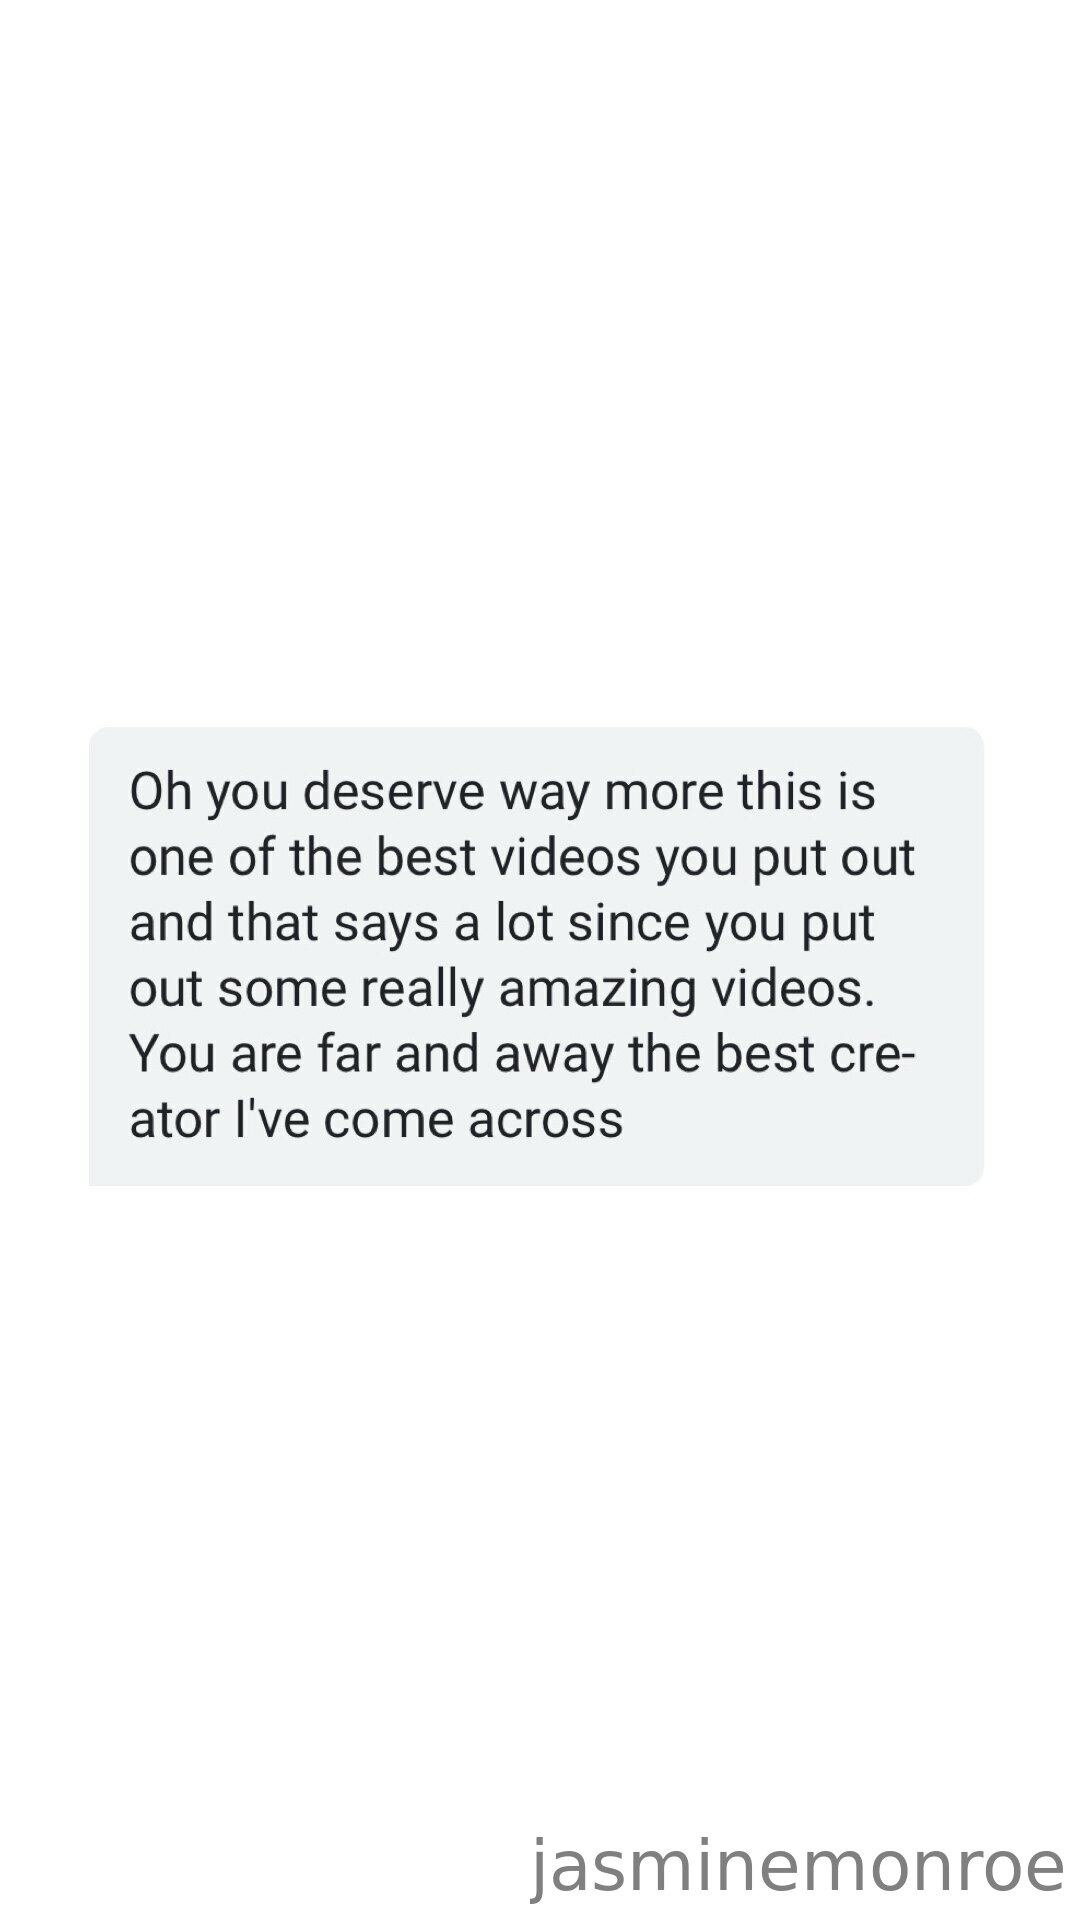 Oh you deserve way more this is
one of the best videos you put out
and that says a lot since you put
out some really amazing videos.
You are far and away the best cre-
ator I've come across
jasminemonroe